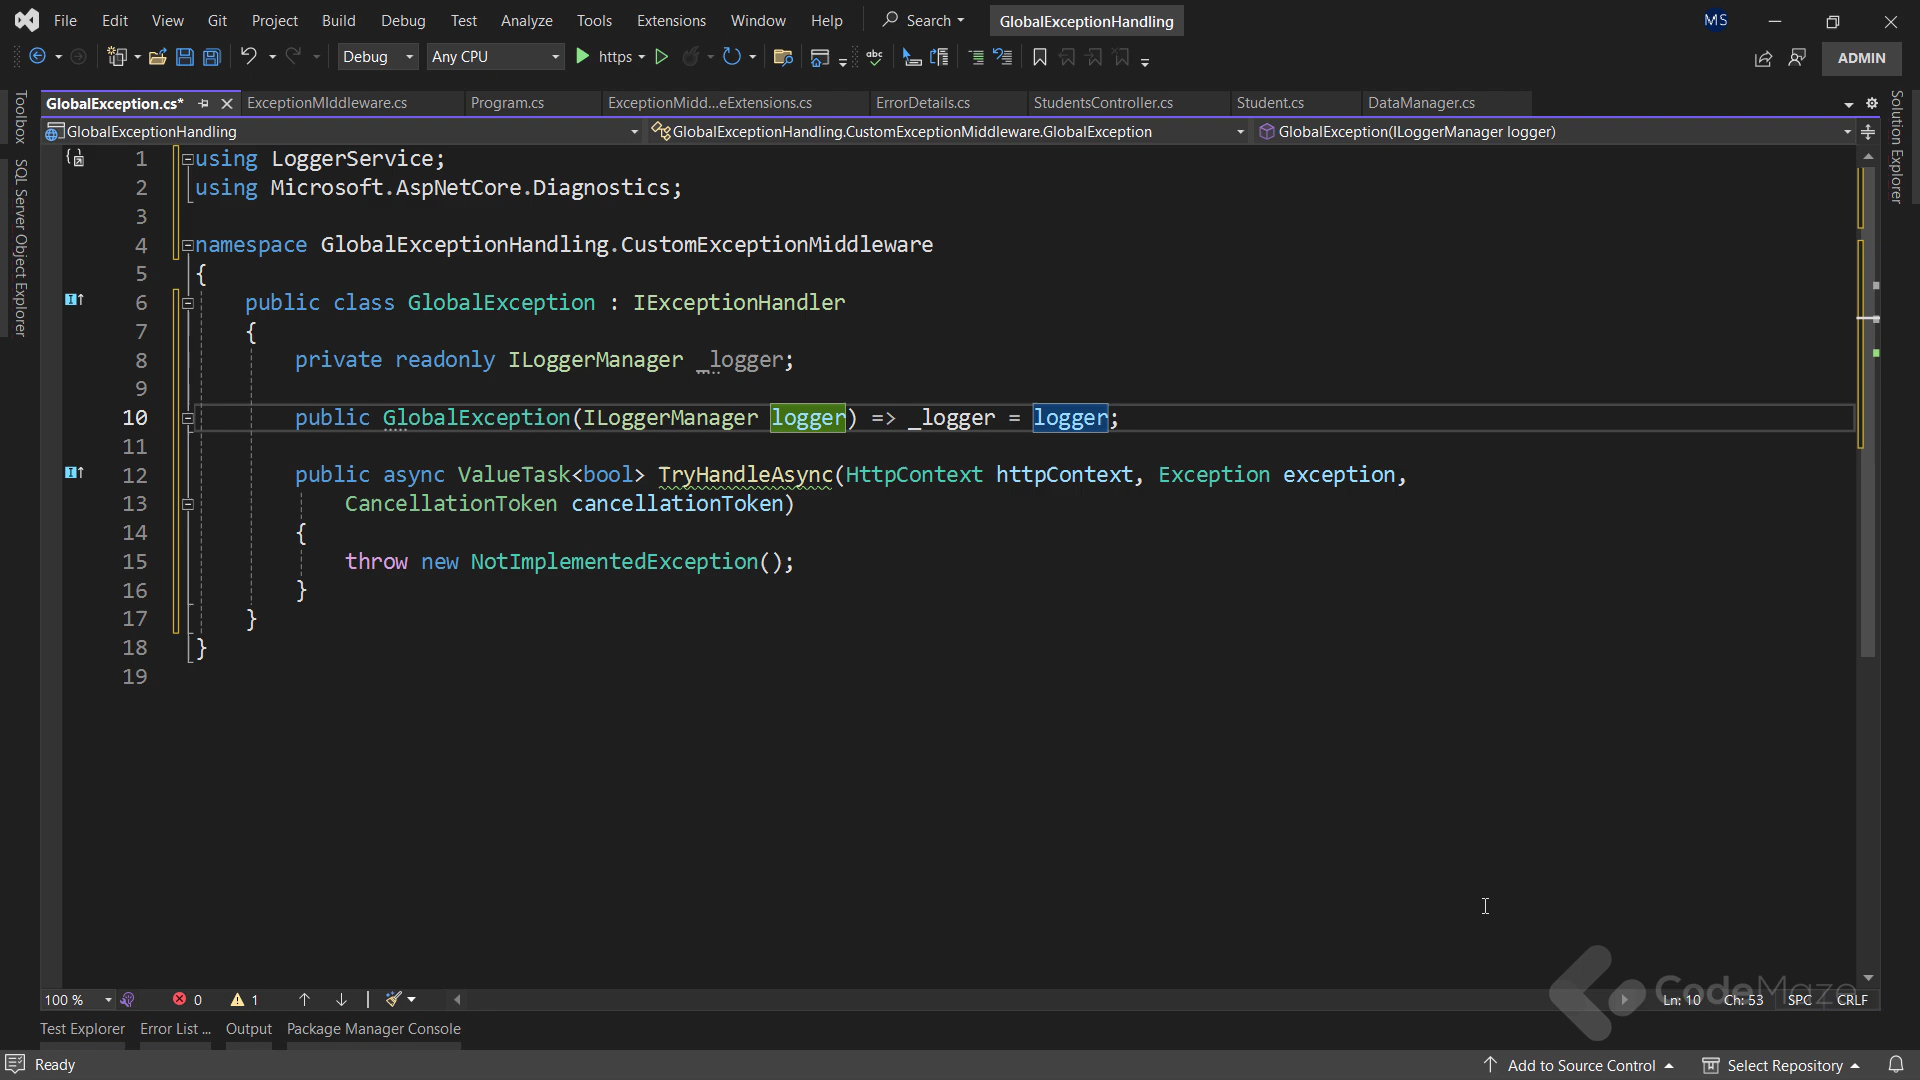 File Edit View Git Project Build Debug Test Analyze Tools Extensions Window Help Search GlobalExceptionHandling MS
Debug Any CPU https abc ADMIN
GlobalException.cs* ExceptionMIddleware.cs Program.cs ExceptionMidd...eExtensions.cs ErrorDetails.cs StudentsController.cs Student.cs DataManager.cs
GlobalExceptionHandling GlobalExceptionHandling.CustomExceptionMiddleware.GlobalException GlobalException(ILoggerManager logger)
Toolbox
SQL Server Object Explorer
Solution Explorer
1 using LoggerService;
2 using Microsoft.AspNetCore.Diagnostics;
3
4 namespace GlobalExceptionHandling.CustomExceptionMiddleware
5 {
6 public class GlobalException : IExceptionHandler
7 {
8 private readonly ILoggerManager _logger;
9
10 public GlobalException(ILoggerManager logger) => _logger = logger;
11
12 public async ValueTask<bool> TryHandleAsync(HttpContext httpContext, Exception exception,
13 CancellationToken cancellationToken)
14 {
15 throw new NotImplementedException();
16 }
17 }
18 }
19
100 % 0 1 Ln: 10 Ch: 53 SPC CRLF
CodeMaze
Test Explorer Error List ... Output Package Manager Console
Ready Add to Source Control Select Repository